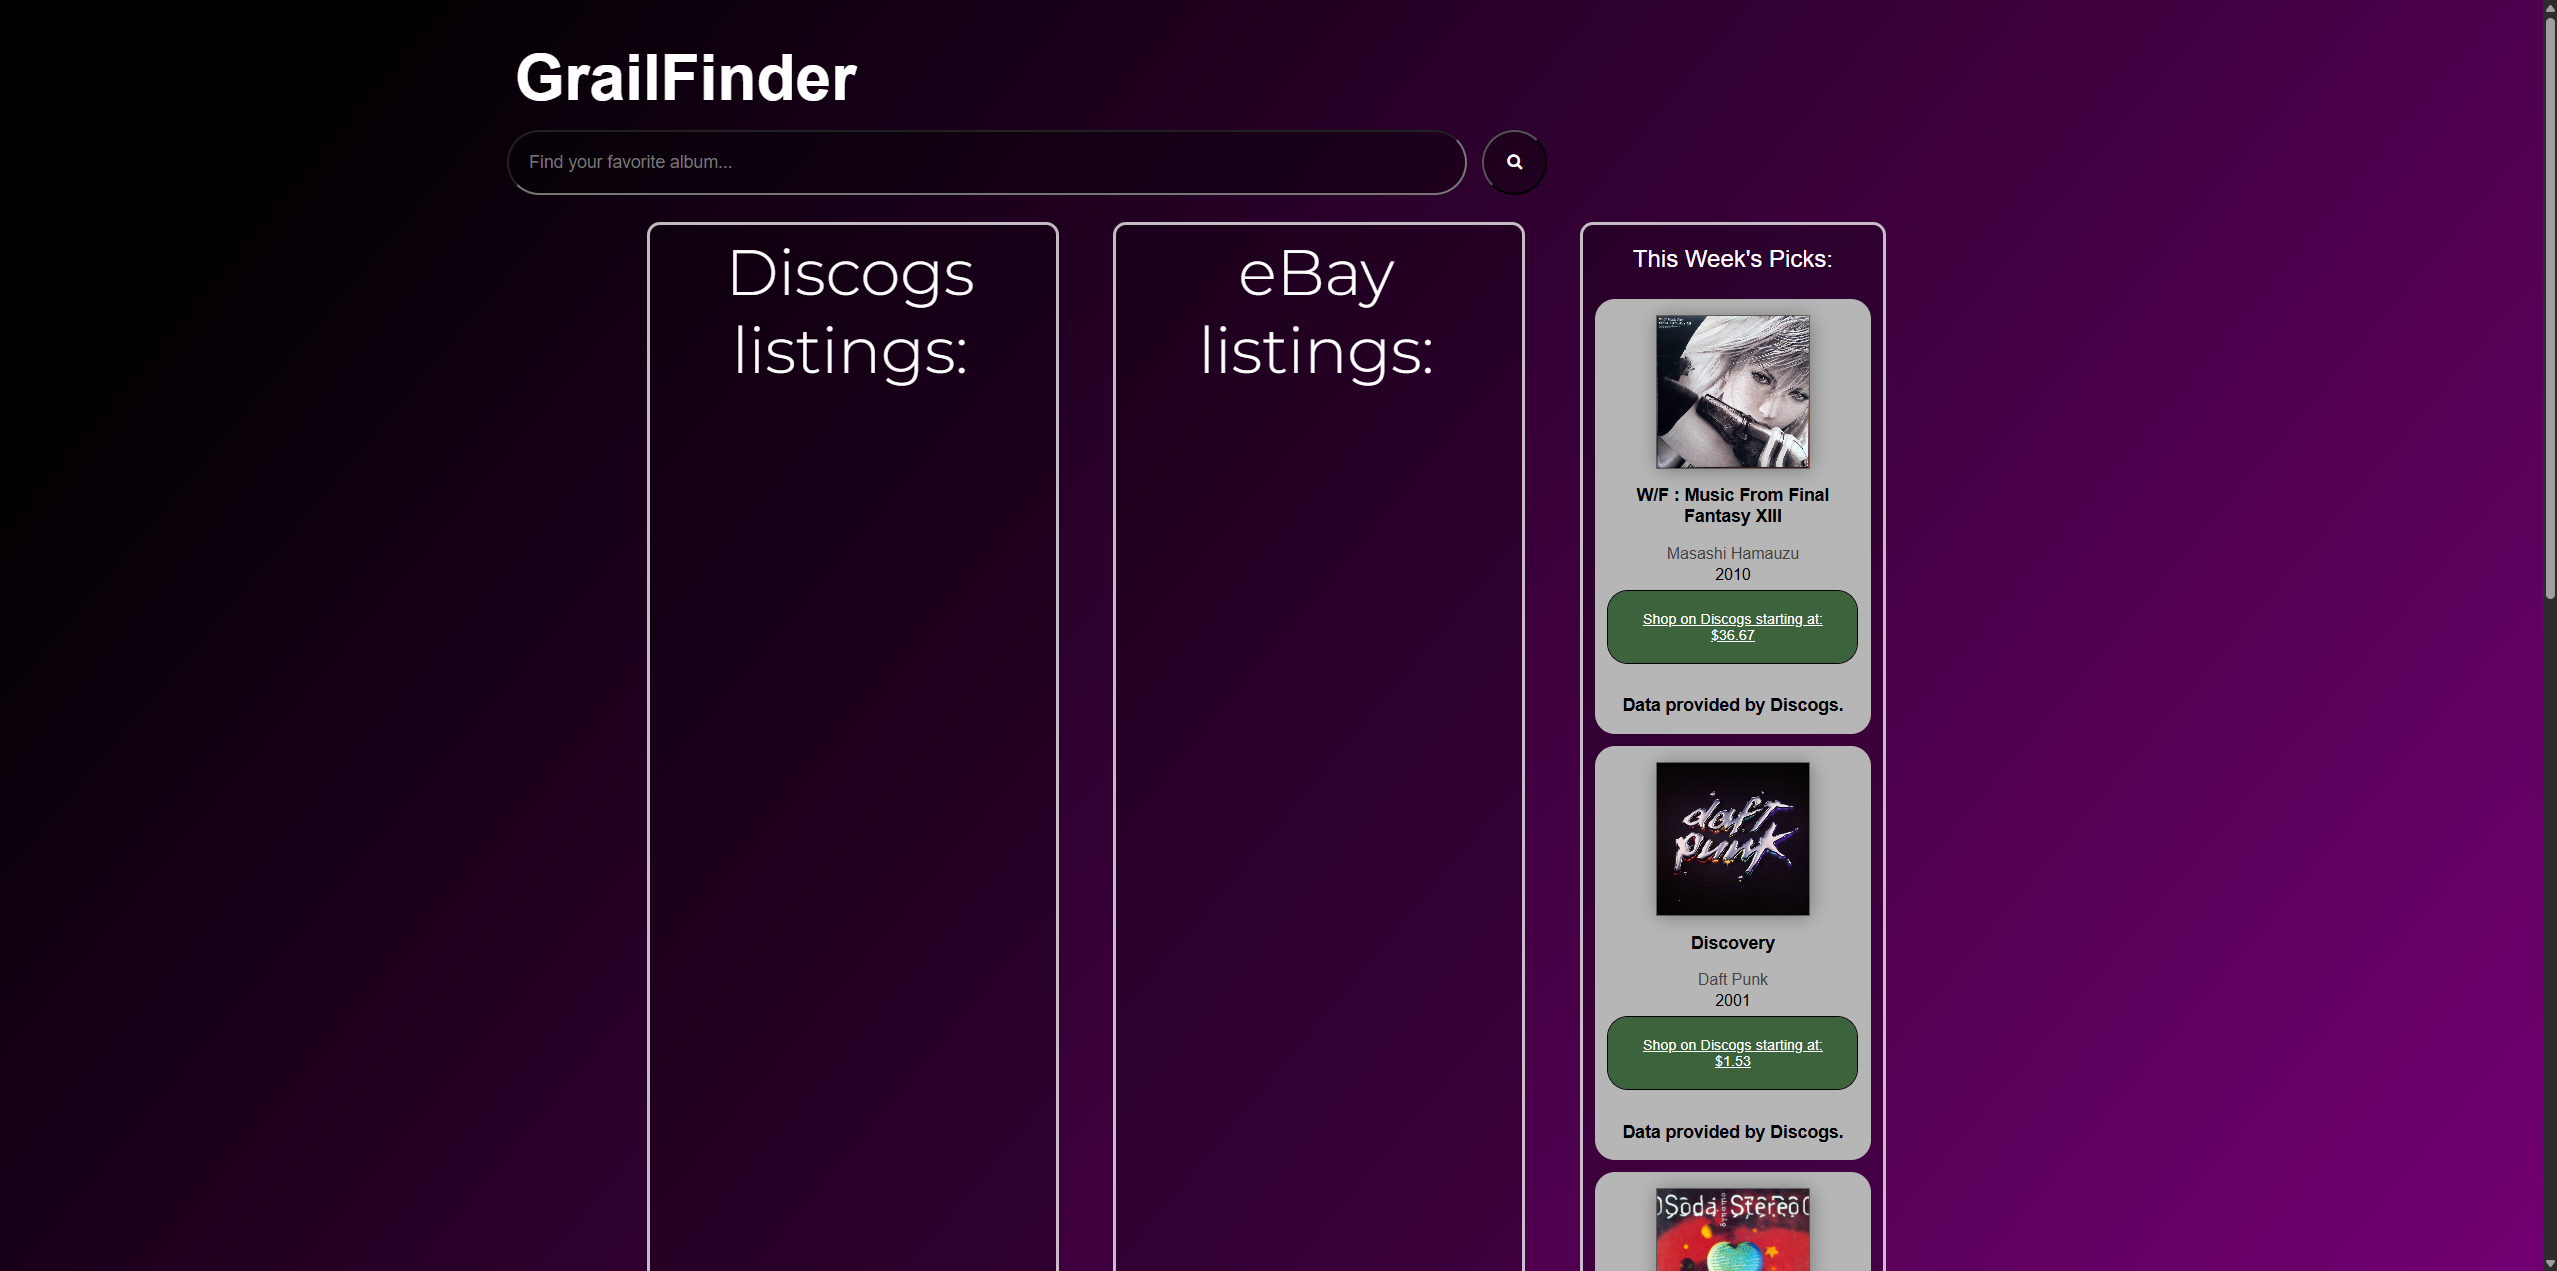 GrailFinder
Find your favorite album...
Discogs
listings:
eBay
listings:
This Week's Picks:
W/F : Music From Final
Fantasy XIII
Masashi Hamauzu
2010
Shop on Discogs starting at:
$36.67
Data provided by Discogs.
daft
punk
Discovery
Daft Punk
2001
Shop on Discogs starting at:
$1.53
Data provided by Discogs.
Soda Stereo
dynamo